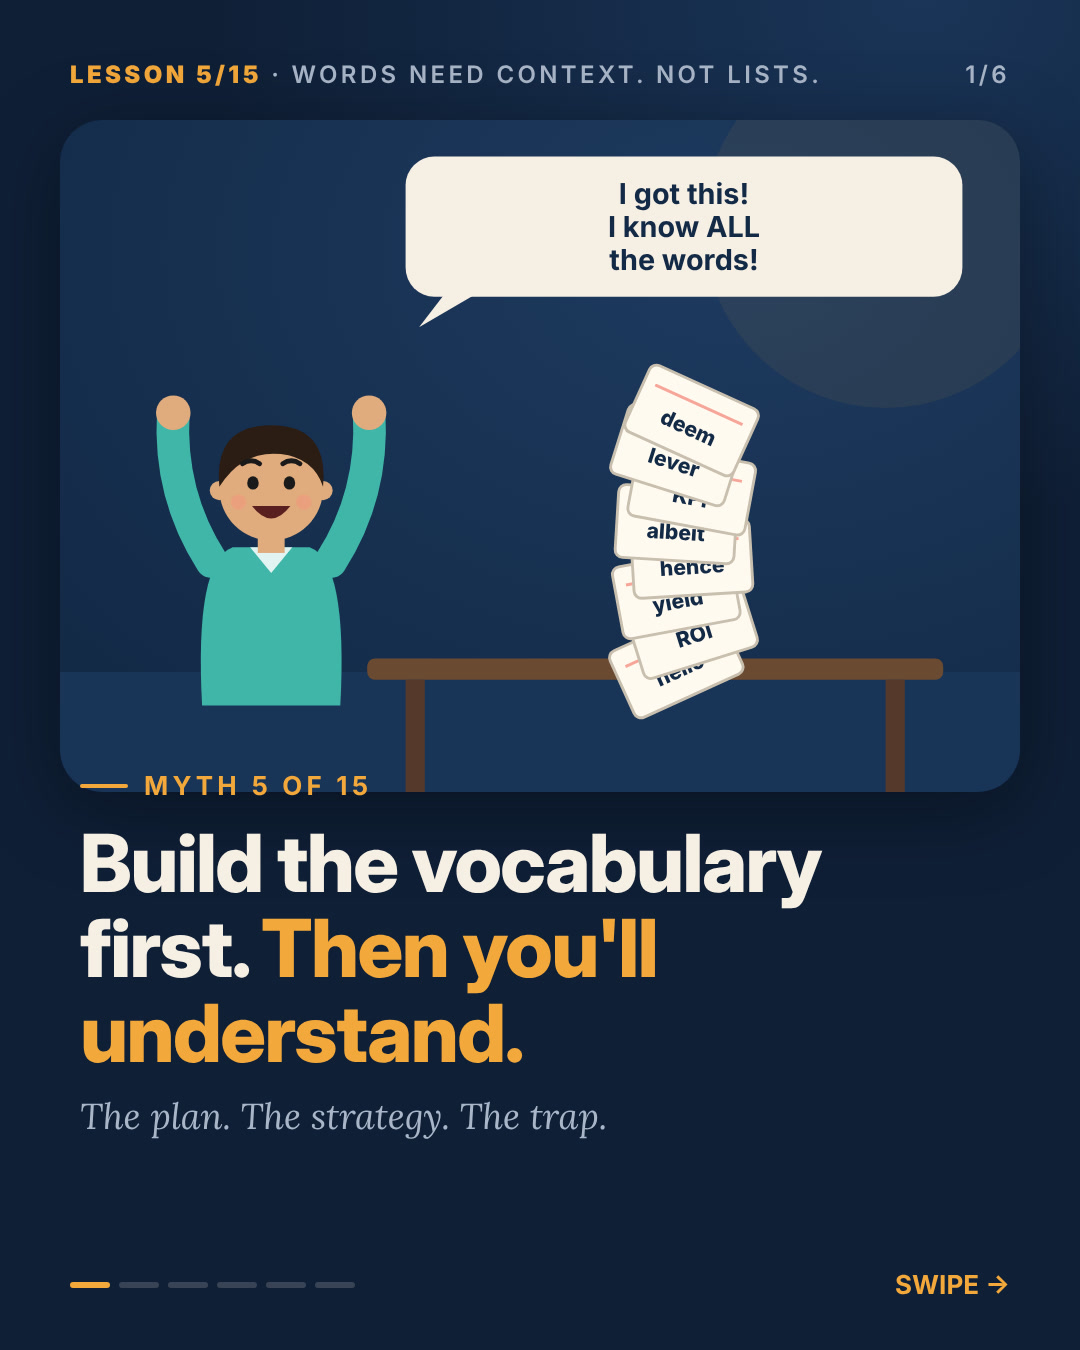 LESSON 5/15 · WORDS NEED CONTEXT. NOT LISTS.
1/6
I got this!
I know ALL
the words!
deem
lever
KPI
albeit
hence
yield
ROI
hello
MYTH 5 OF 15
Build the vocabulary
first. Then you'll
understand.
The plan. The strategy. The trap.
SWIPE →